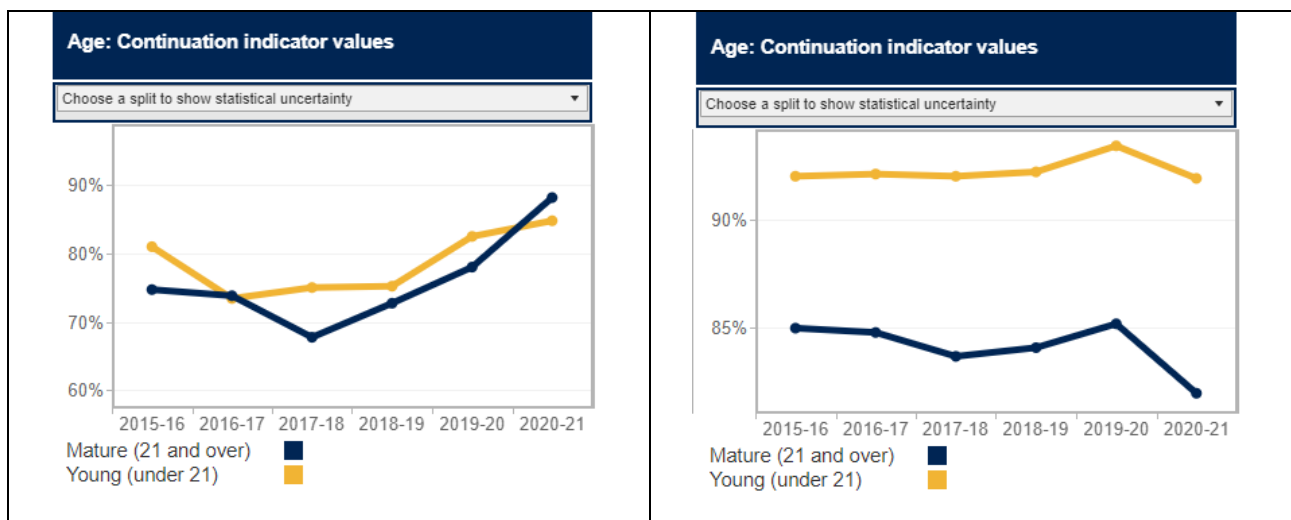 Age: Continuation indicator values
Choose a split to show statistical uncertainty
90%
80%
70%
60%
2015-16 2016-17 2017-18 2018-19 2019-20 2020-21
Mature (21 and over)
Young (under 21)
Age: Continuation indicator values
Choose a split to show statistical uncertainty
90%
85%
2015-16 2016-17 2017-18 2018-19 2019-20 2020-21
Mature (21 and over)
Young (under 21)